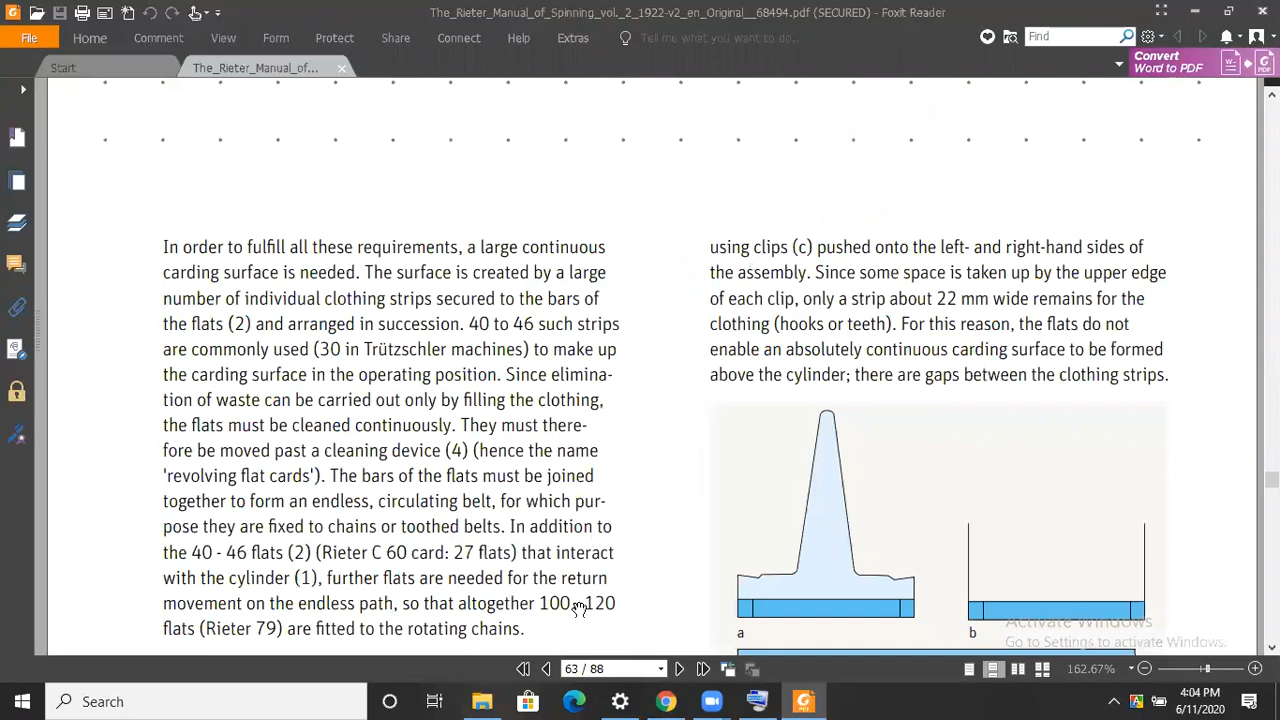 The_Rieter_Manual_of_Spinning_vol._2_1922-v2_en_Original__68494.pdf (SECURED) - Foxit Reader
File Home Comment View Form Protect Share Connect Help Extras Tell me what you want to do... Find
Start The_Rieter_Manual_of... Convert
Word to PDF
In order to fulfill all these requirements, a large continuous
carding surface is needed. The surface is created by a large
number of individual clothing strips secured to the bars of
the flats (2) and arranged in succession. 40 to 46 such strips
are commonly used (30 in Trützschler machines) to make up
the carding surface in the operating position. Since elimina-
tion of waste can be carried out only by filling the clothing,
the flats must be cleaned continuously. They must there-
fore be moved past a cleaning device (4) (hence the name
'revolving flat cards'). The bars of the flats must be joined
together to form an endless, circulating belt, for which pur-
pose they are fixed to chains or toothed belts. In addition to
the 40 - 46 flats (2) (Rieter C 60 card: 27 flats) that interact
with the cylinder (1), further flats are needed for the return
movement on the endless path, so that altogether 100 - 120
flats (Rieter 79) are fitted to the rotating chains.
using clips (c) pushed onto the left- and right-hand sides of
the assembly. Since some space is taken up by the upper edge
of each clip, only a strip about 22 mm wide remains for the
clothing (hooks or teeth). For this reason, the flats do not
enable an absolutely continuous carding surface to be formed
above the cylinder; there are gaps between the clothing strips.
a b
Activate Windows
Go to Settings to activate Windows.
63 / 88 162.67%
Search 4:04 PM
6/11/2020